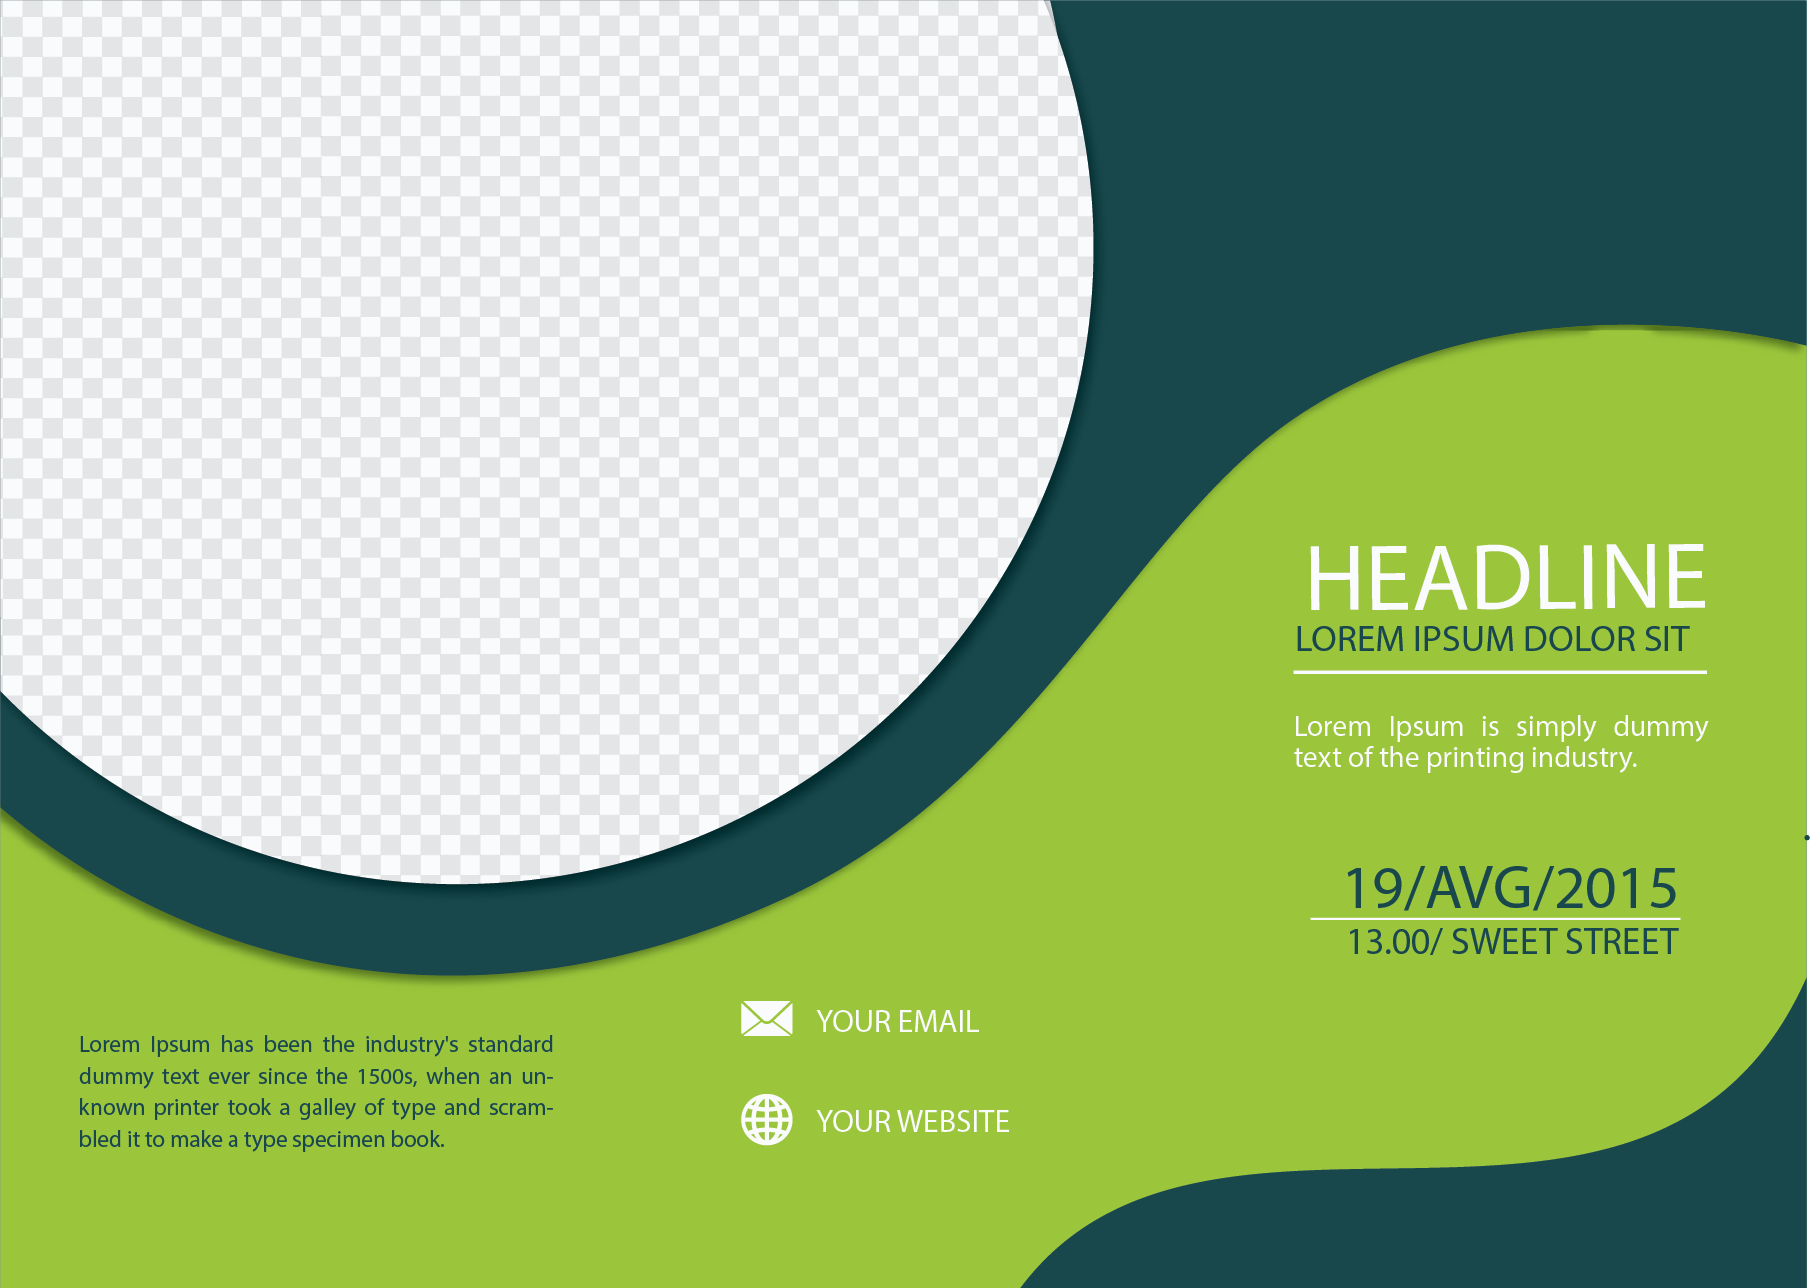 HEADLINE
LOREM IPSUM DOLOR SIT
Lorem Ipsum is simply dummy
text of the printing industry.
19/AVG/2015
13.00/ SWEET STREET
YOUR EMAIL
YOUR WEBSITE
Lorem Ipsum has been the industry's standard
dummy text ever since the 1500s, when an un-
known printer took a galley of type and scram-
bled it to make a type specimen book.